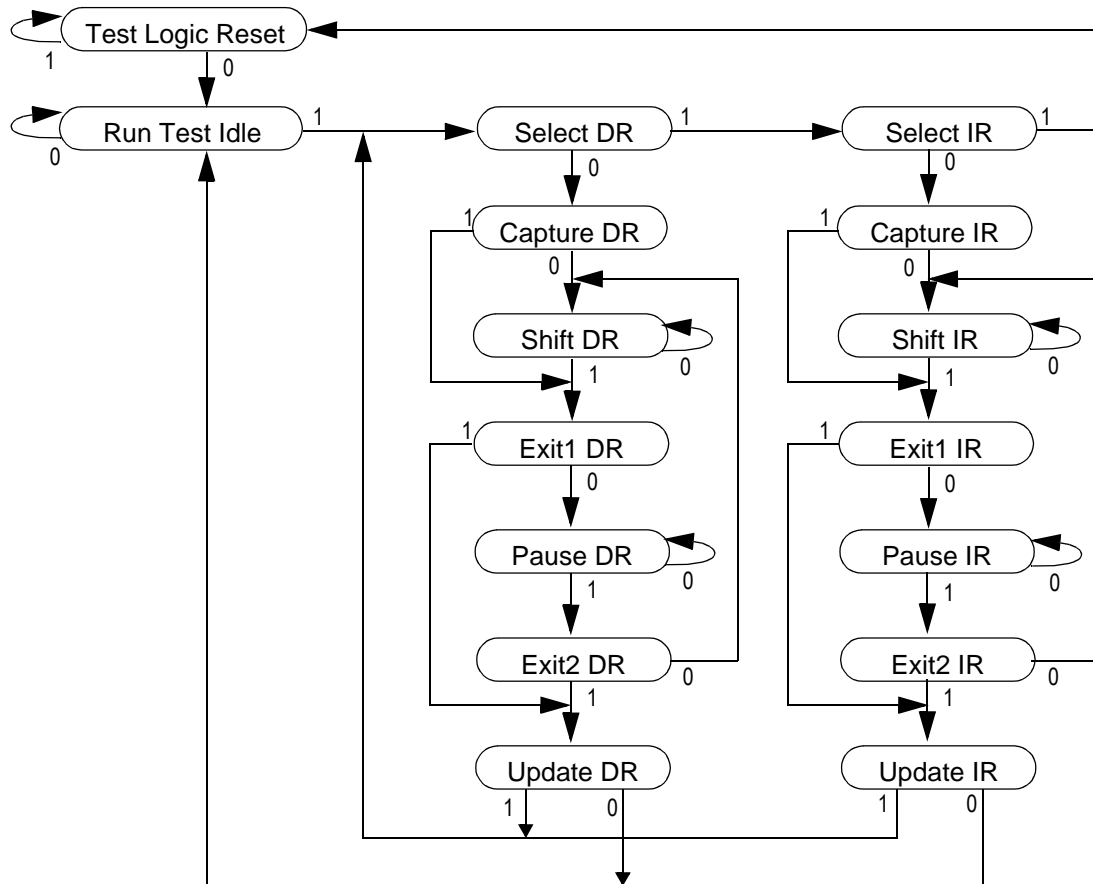 Test Logic Reset
1
0
Run Test Idle
1
Select DR
1
Select IR
1
0
0
0
1
Capture DR
1
Capture IR
0
0
Shift DR
0
Shift IR
0
1
1
1
Exit1 DR
1
Exit1 IR
0
0
Pause DR
0
Pause IR
0
1
1
Exit2 DR
0
Exit2 IR
0
1
1
Update DR
Update IR
1
0
1
0